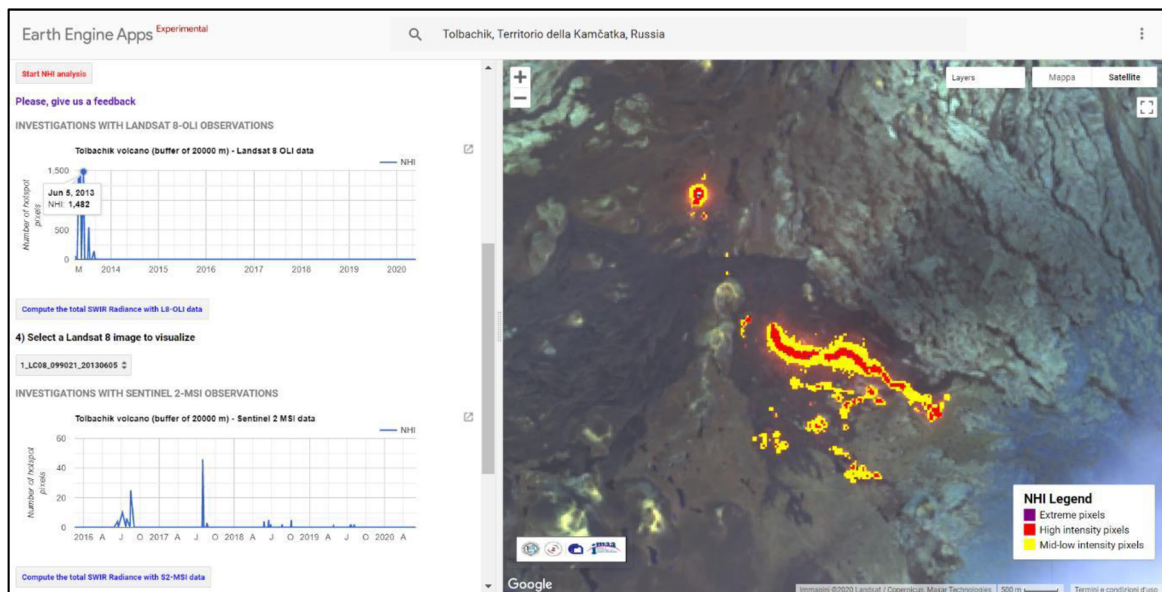 Earth Engine Apps Experimental
Tolbachik, Territorio della Kamčatka, Russia
Start NHI analysis
Please, give us a feedback
INVESTIGATIONS WITH LANDSAT 8-OLI OBSERVATIONS
Tolbachik volcano (buffer of 20000 m) - Landsat 8 OLI data
NHI
Number of hotspot
pixels
1,500
Jun 5, 2013
NHI: 1,482
500
0
M 2014 2015 2016 2017 2018 2019 2020
Compute the total SWIR Radiance with L8-OLI data
4) Select a Landsat 8 image to visualize
1_LC08_099021_20130605
INVESTIGATIONS WITH SENTINEL 2-MSI OBSERVATIONS
Tolbachik volcano (buffer of 20000 m) - Sentinel 2 MSI data
NHI
Number of hotspot
pixels
60
40
20
0
2016 A J O 2017 A J O 2018 A J O 2019 A J O 2020 A
Compute the total SWIR Radiance with S2-MSI data
Layers
Mappa Satellite
NHI Legend
Extreme pixels
High intensity pixels
Mid-low intensity pixels
imaa
Google
Immagini ©2020 Landsat / Copernicus, Maxar Technologies 500 m Termini e condizioni d'uso